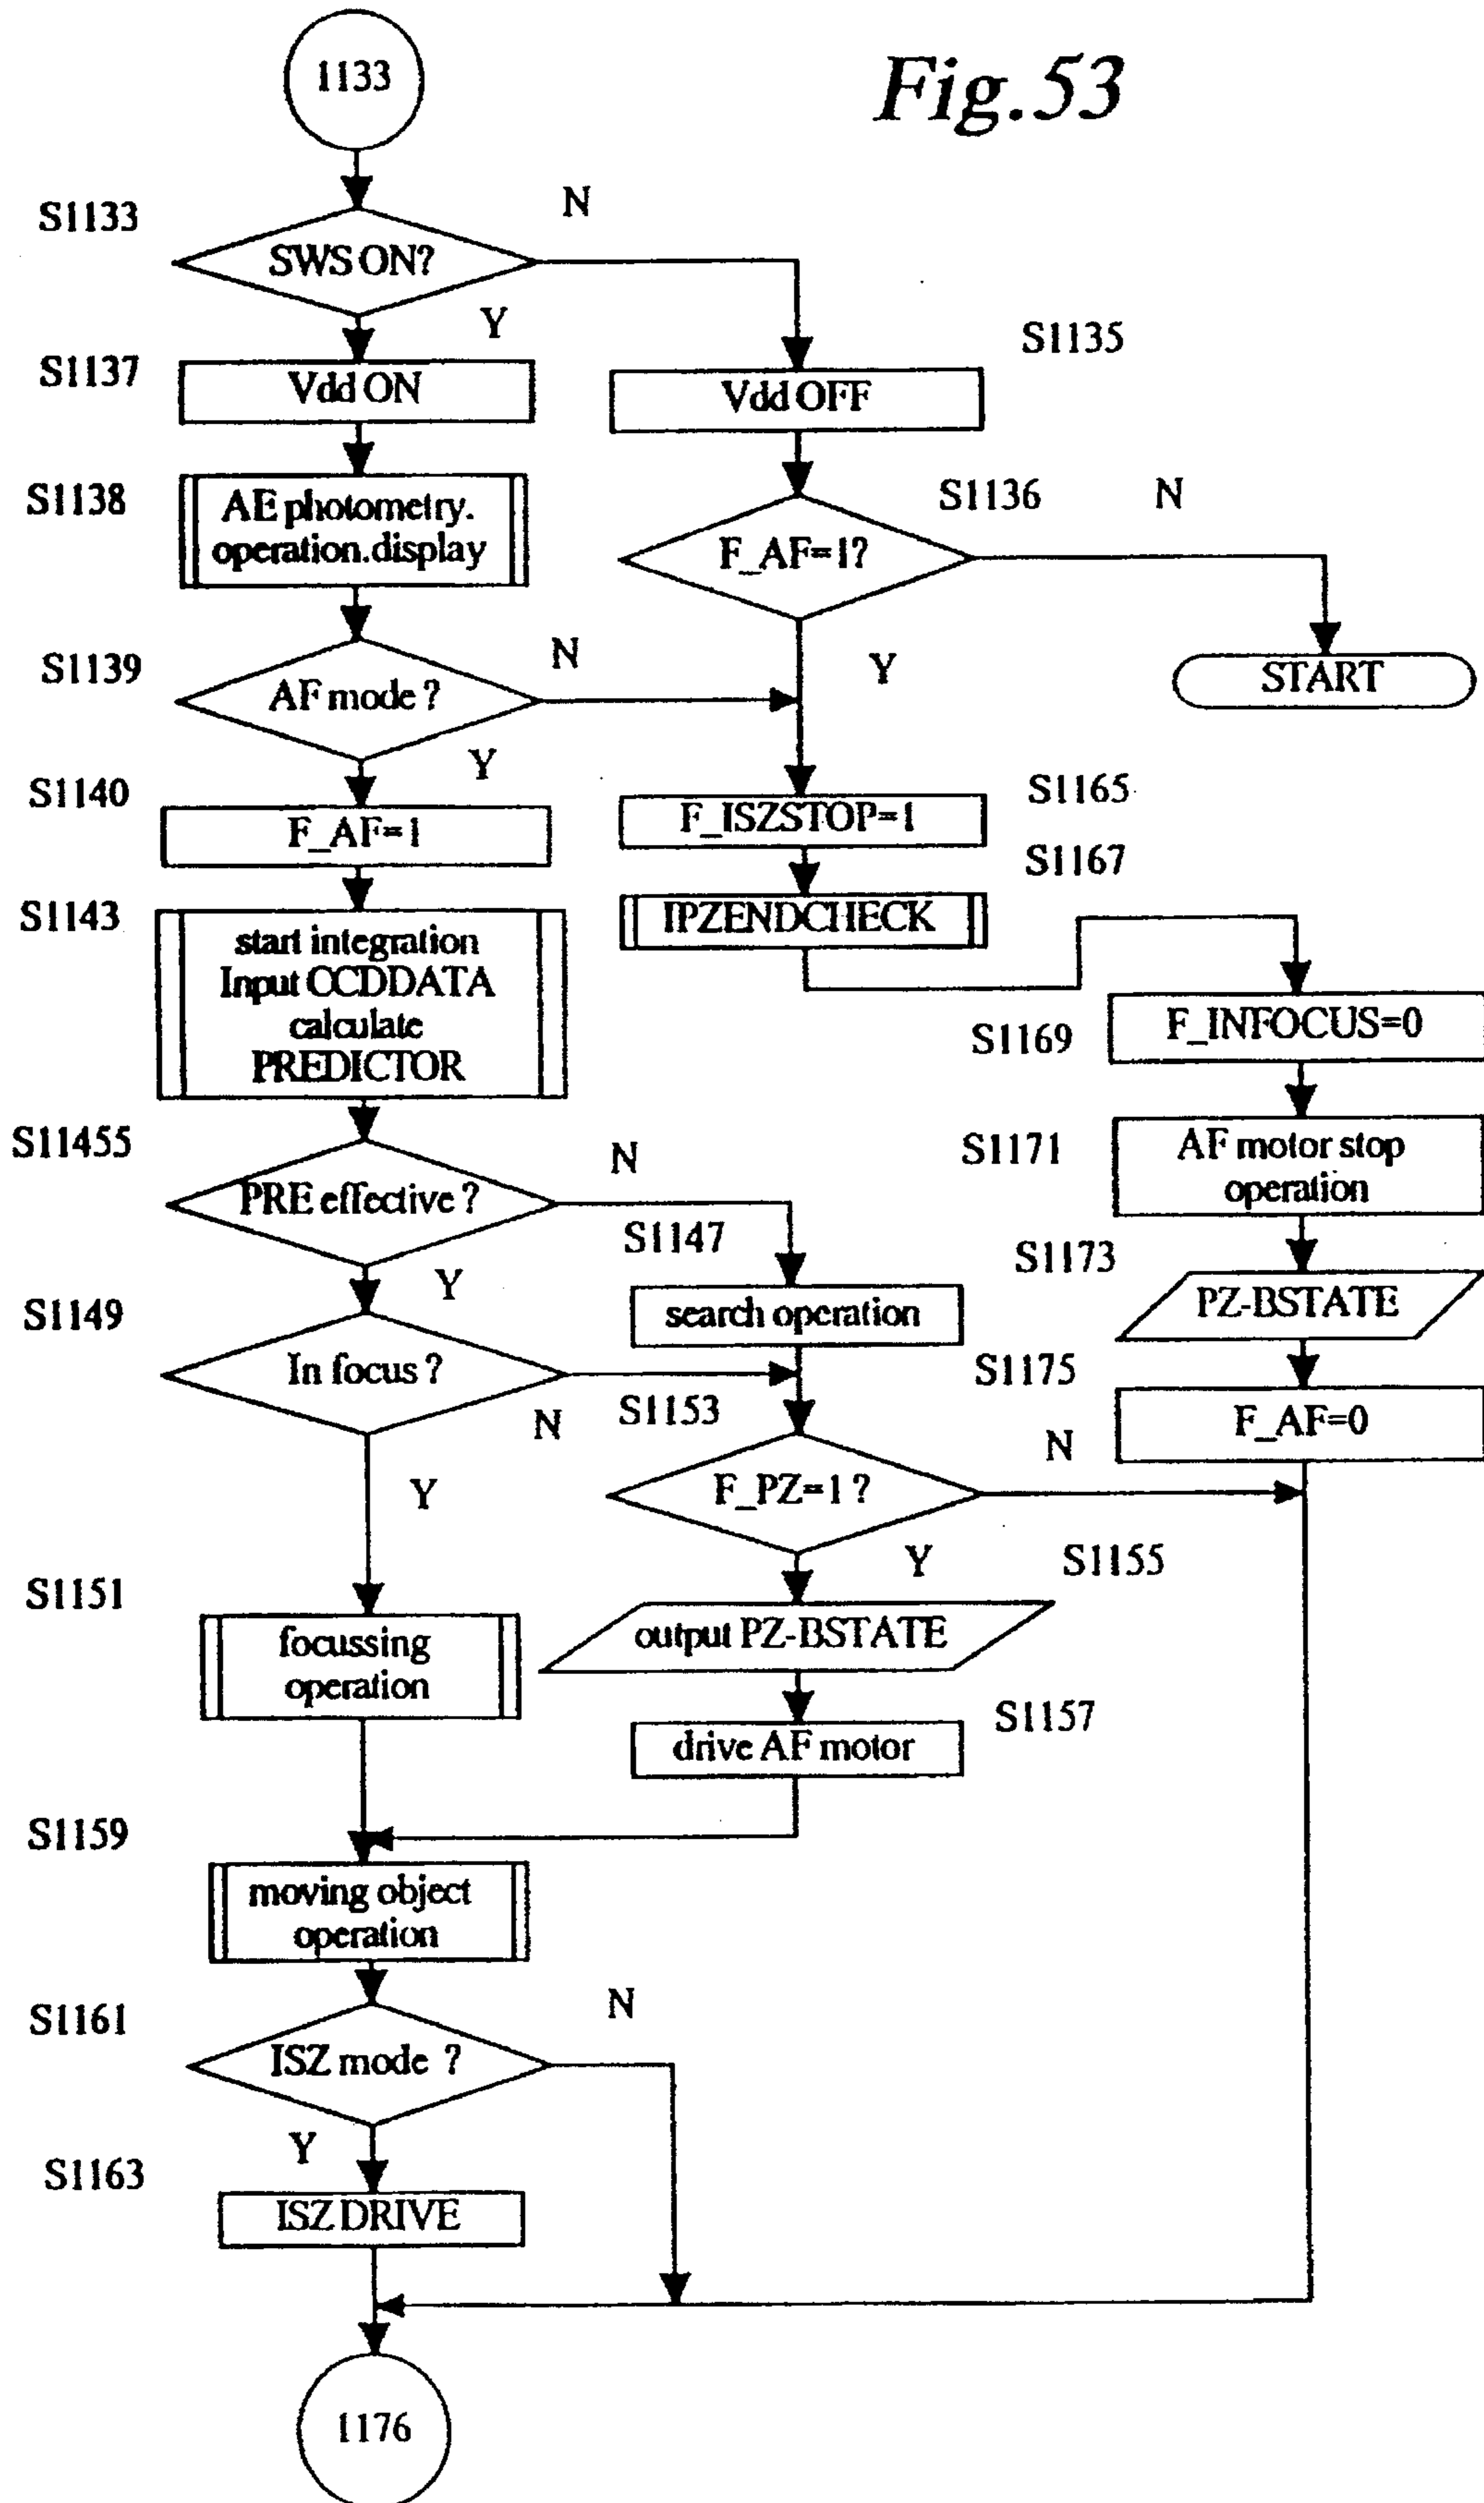 Fig.53
1133
S1133
SWS ON?
N
Y
S1137
Vdd ON
S1135
Vdd OFF
S1138
AE photometry.
operation.display
S1136
F_AF=1?
N
Y
START
S1139
AF mode ?
N
Y
S1140
F_AF=1
S1165
F_ISZSTOP=1
S1167
IPZENDCHECK
S1143
start integration
Input CCDDATA
calculate
PREDICTOR
S1169
F_INFOCUS=0
S1171
AF motor stop
operation
S11455
PRE effective ?
N
Y
S1147
search operation
S1173
PZ-BSTATE
S1149
In focus ?
N
Y
S1175
F_AF=0
S1153
F_PZ=1 ?
N
Y
S1155
output PZ-BSTATE
S1151
focussing
operation
S1157
drive AF motor
S1159
moving object
operation
S1161
ISZ mode ?
N
Y
S1163
ISZ DRIVE
1176